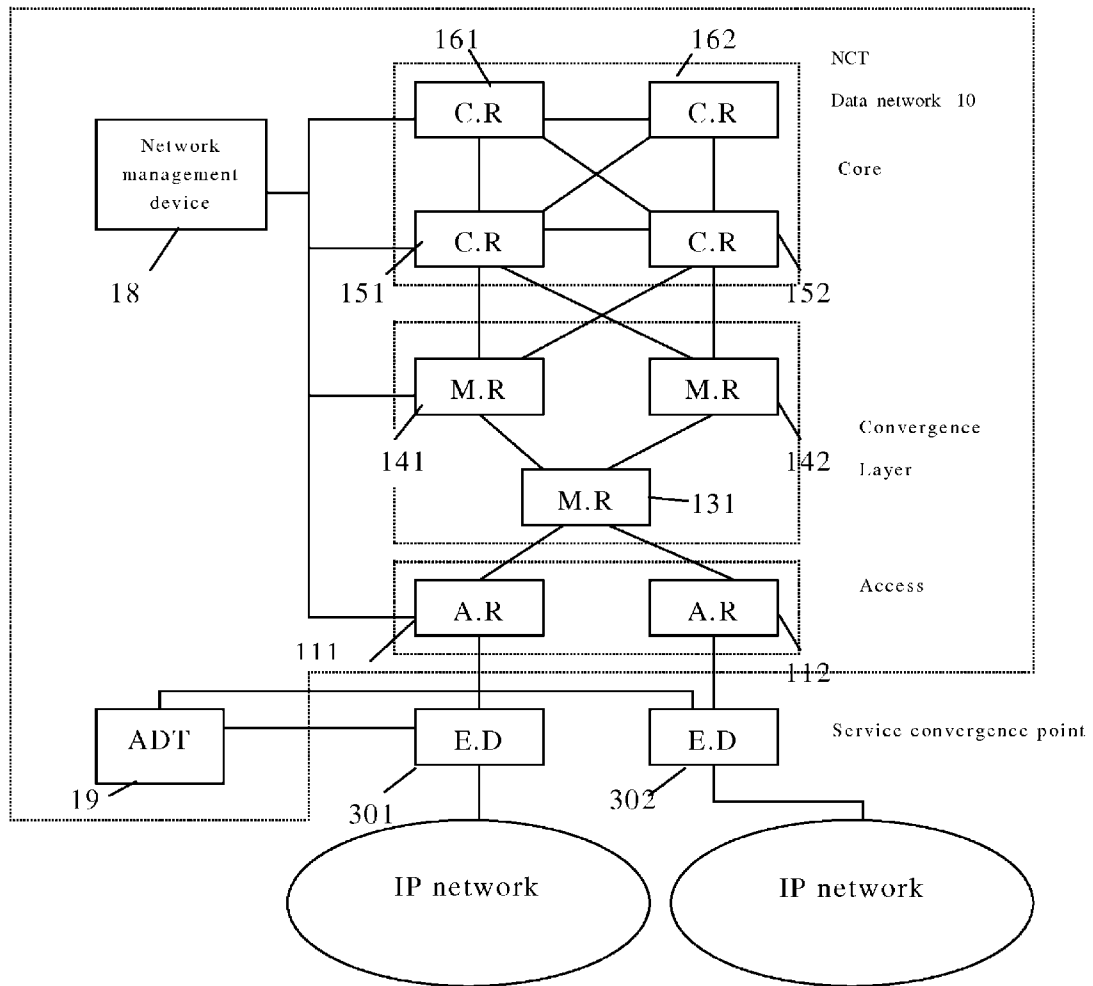 161
162
NCT
C.R
C.R
Data network 10
Network
management
device
Core
C.R
C.R
18
151
152
M.R
M.R
Convergence
141
142
Layer
M.R
131
Access
A.R
A.R
111
112
ADT
E.D
E.D
Service convergence point
19
301
302
IP network
IP network